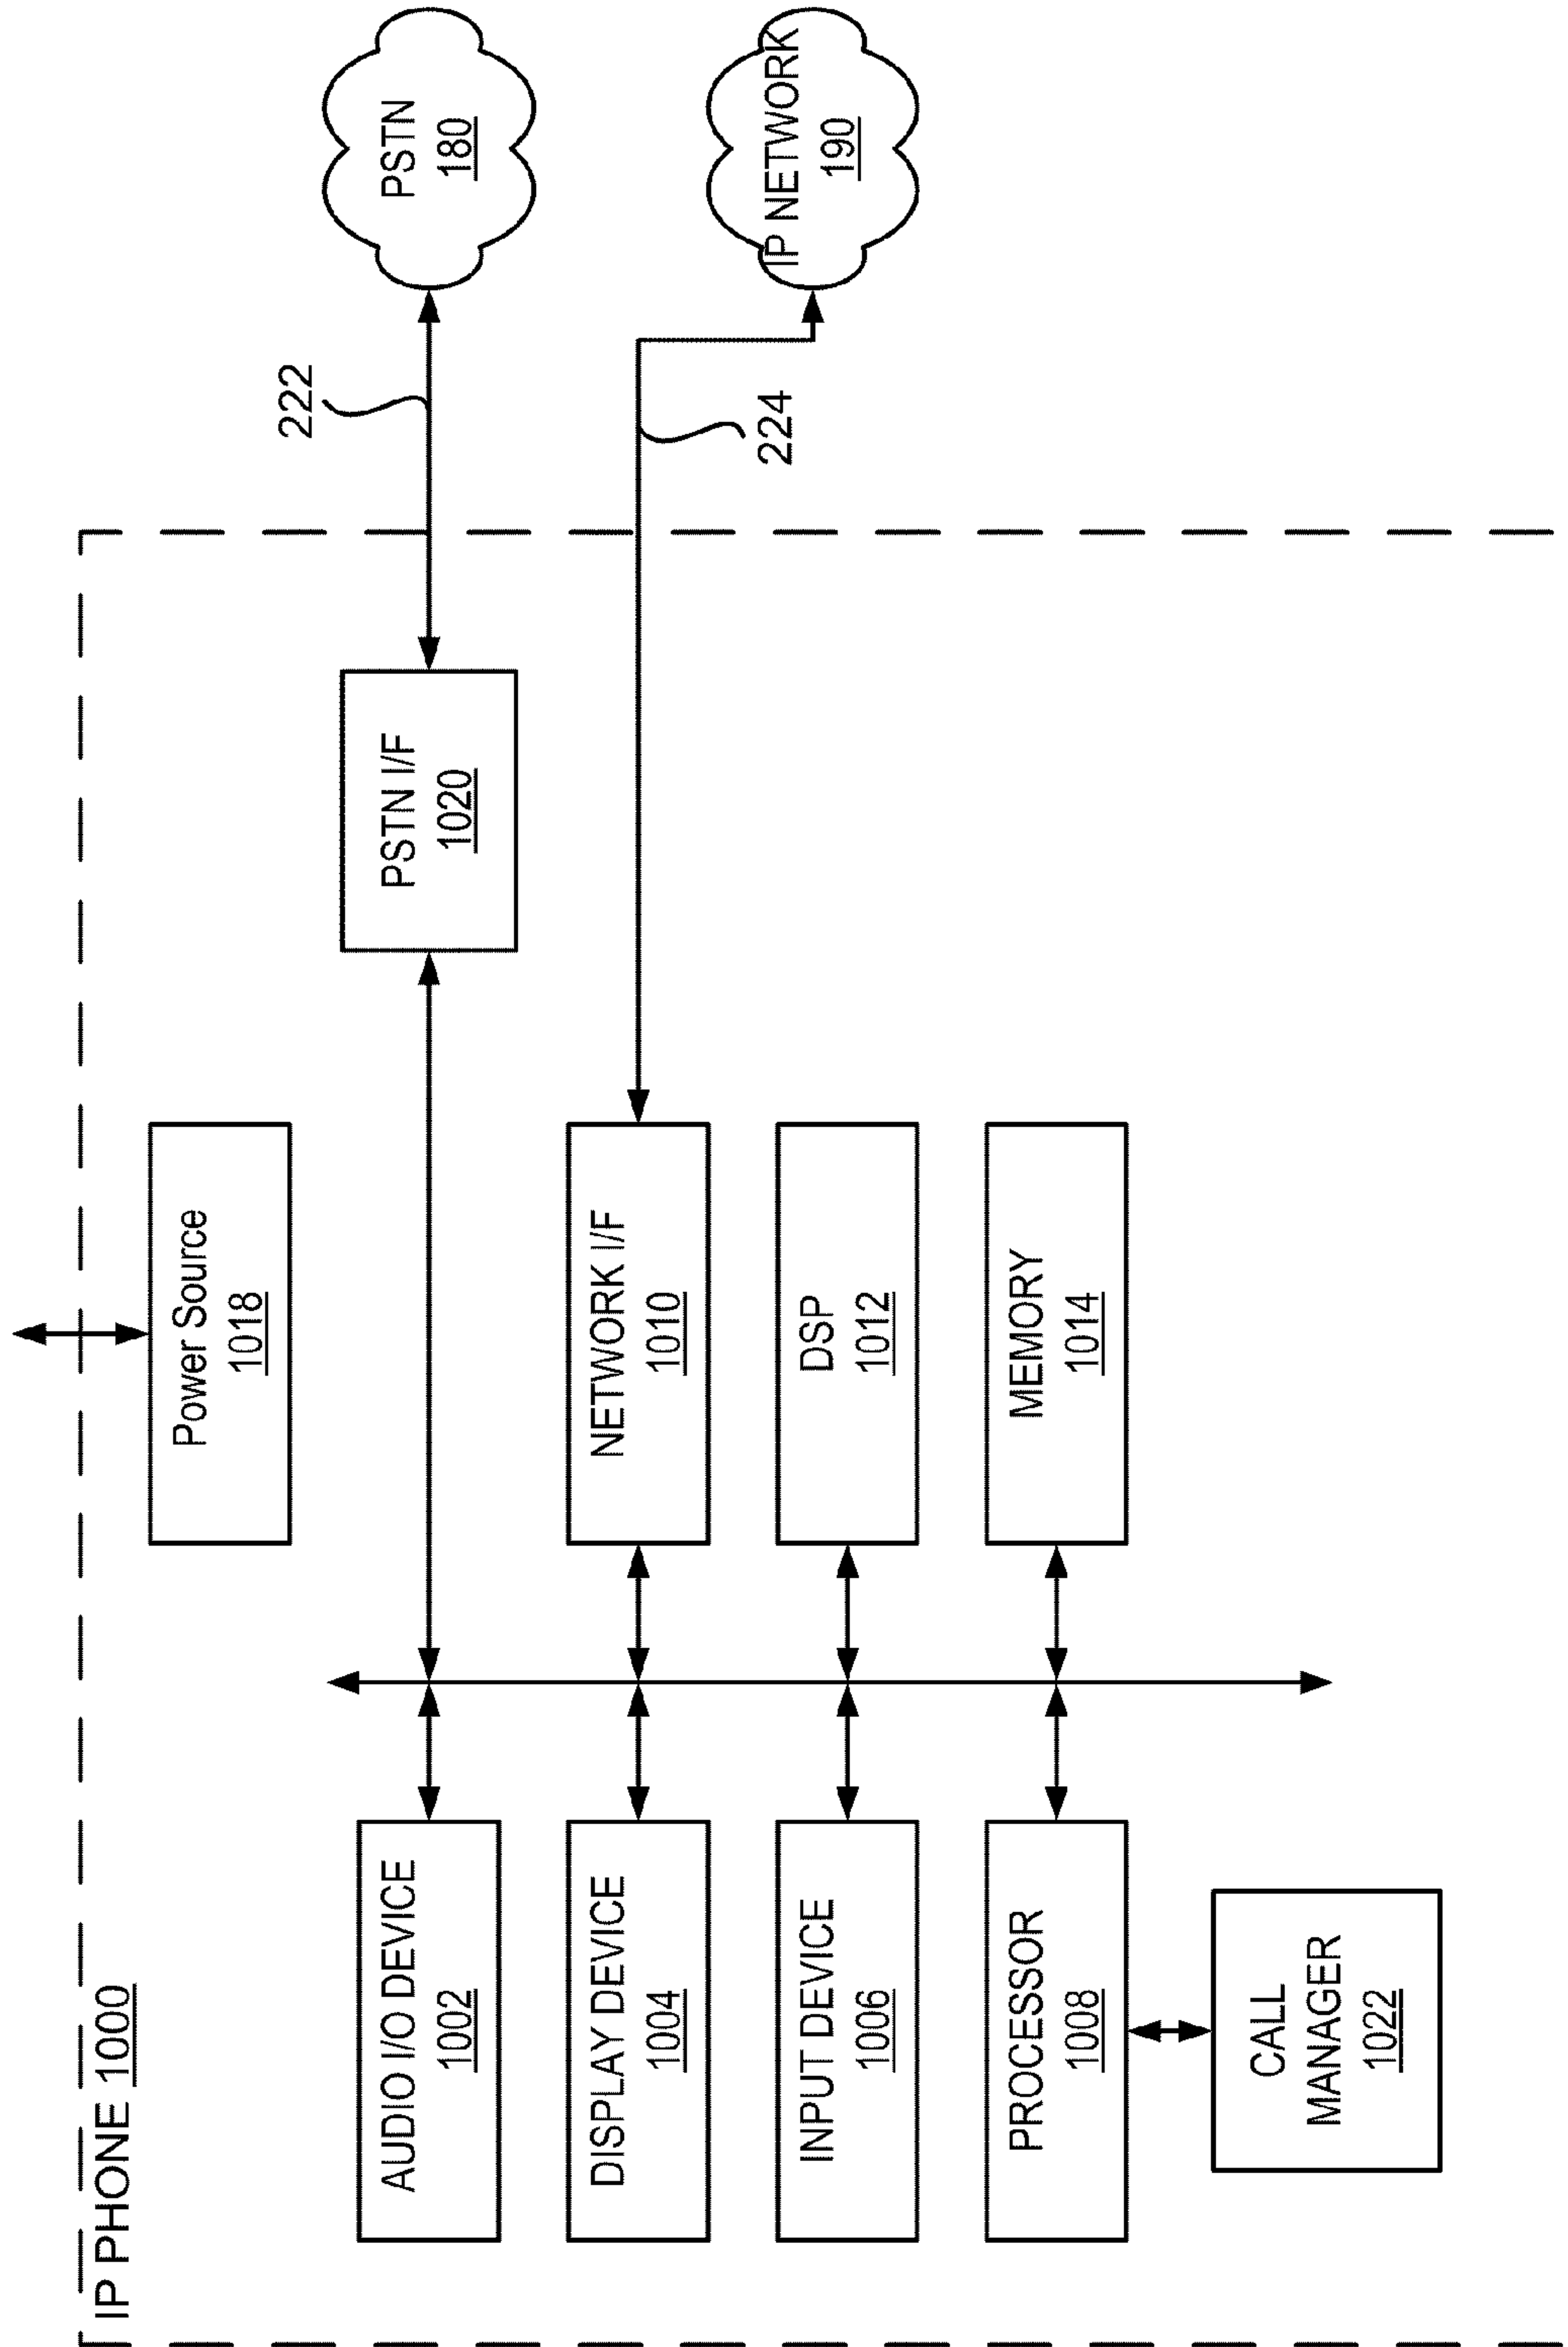 IP PHONE 1000
Power Source
1018
AUDIO I/O DEVICE
1002
PSTN I/F
1020
222
PSTN
180
DISPLAY DEVICE
1004
NETWORK I/F
1010
224
IP NETWORK
190
INPUT DEVICE
1006
DSP
1012
PROCESSOR
1008
MEMORY
1014
CALL
MANAGER
1022